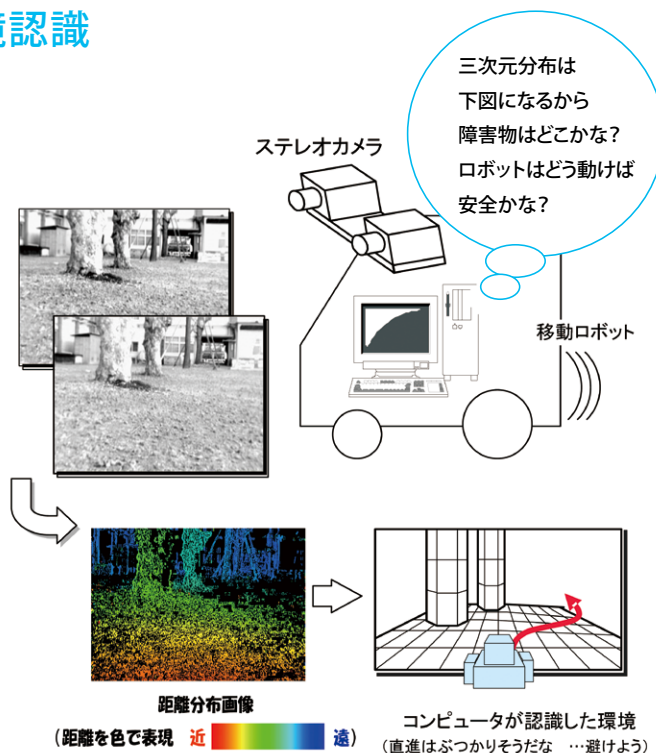 境認識
三次元分布は
下図になるから
障害物はどこかな?
ロボットはどう動けば
安全かな?
ステレオカメラ
移動ロボット
距離分布画像
(距離を色で表現 近 遠)
コンピュータが認識した環境
(直進はぶつかりそうだな …避けよう)